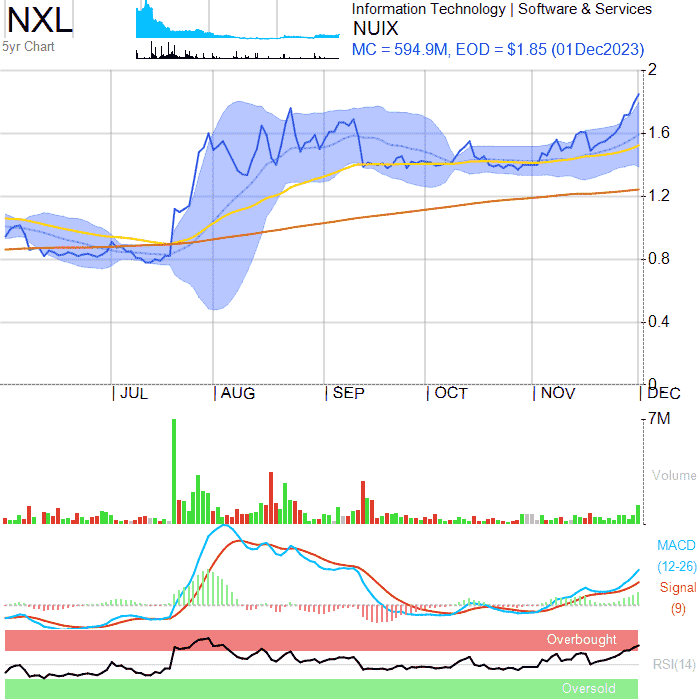 NXL
5yr Chart
Information Technology | Software & Services
NUIX
MC = 594.9M, EOD = $1.85 (01Dec2023)
2
1.6
1.2
0.8
0.4
0
JUL
AUG
SEP
OCT
NOV
DEC
7M
Volume
MACD
(12-26)
Signal
(9)
Overbought
RSI(14)
Oversold